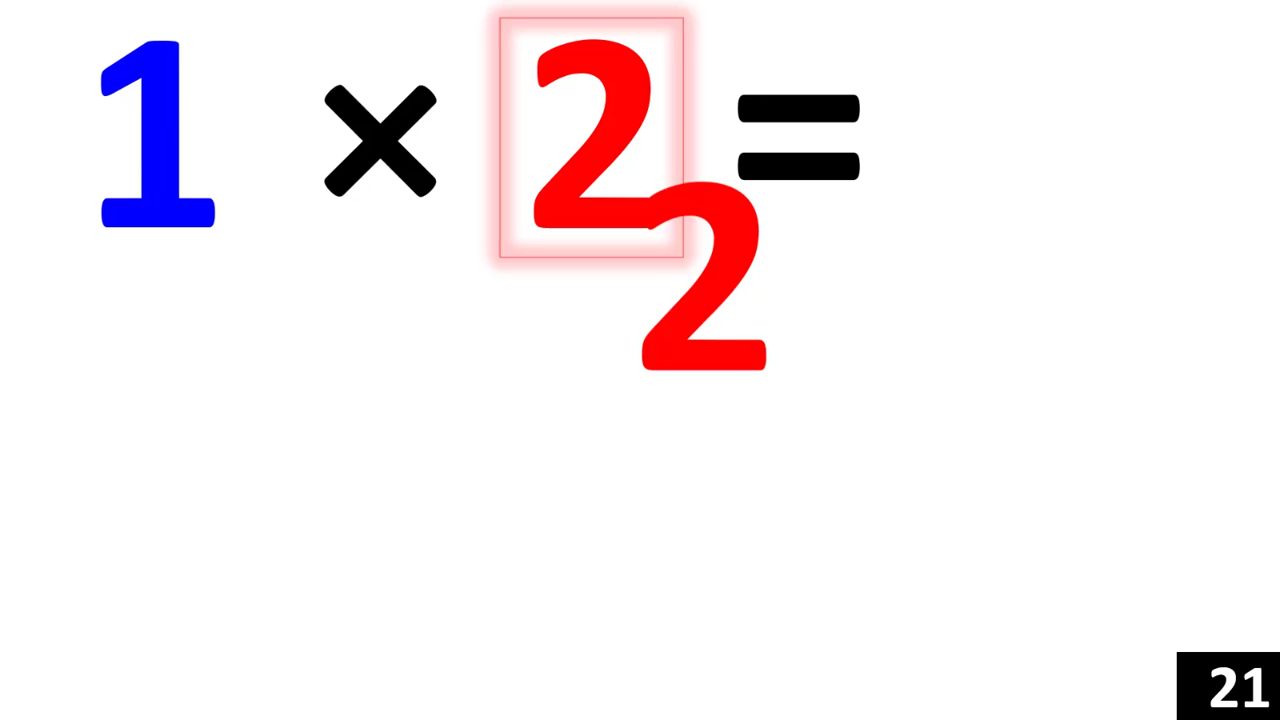 1 × 2 =
2
21